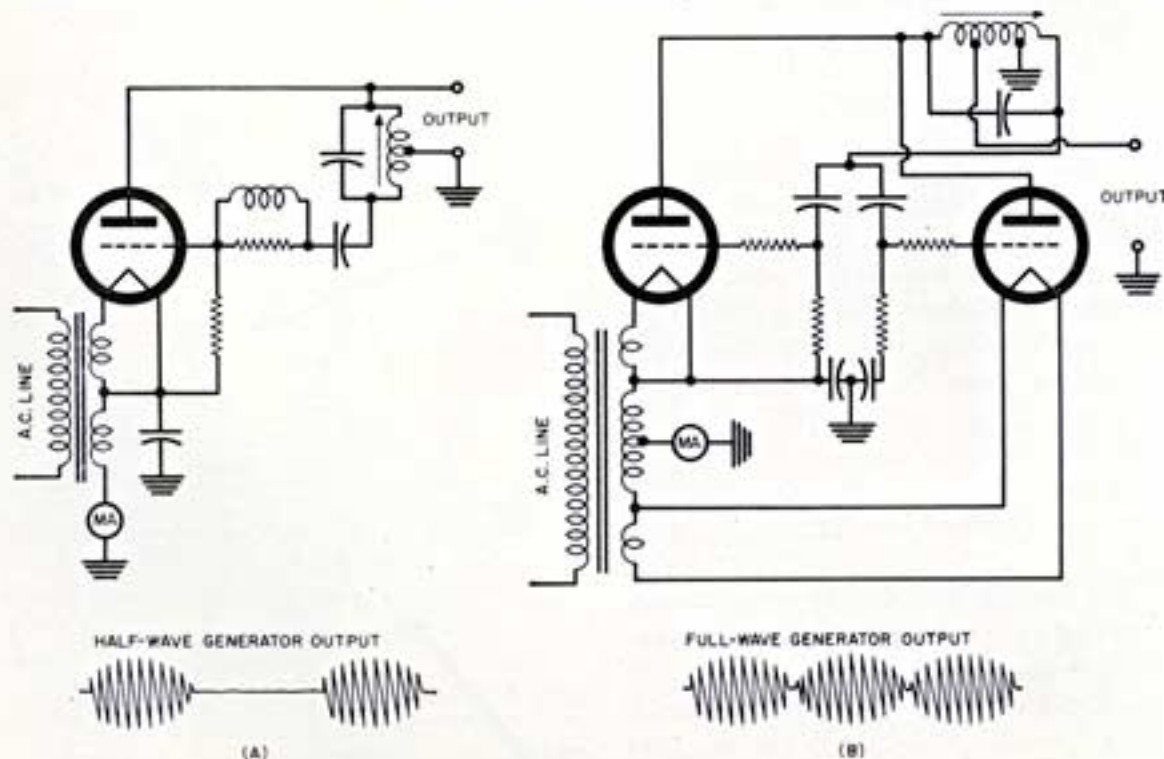 OUTPUT
A.C. LINE
MA
HALF-WAVE GENERATOR OUTPUT
(A)
OUTPUT
A.C. LINE
MA
FULL-WAVE GENERATOR OUTPUT
(B)